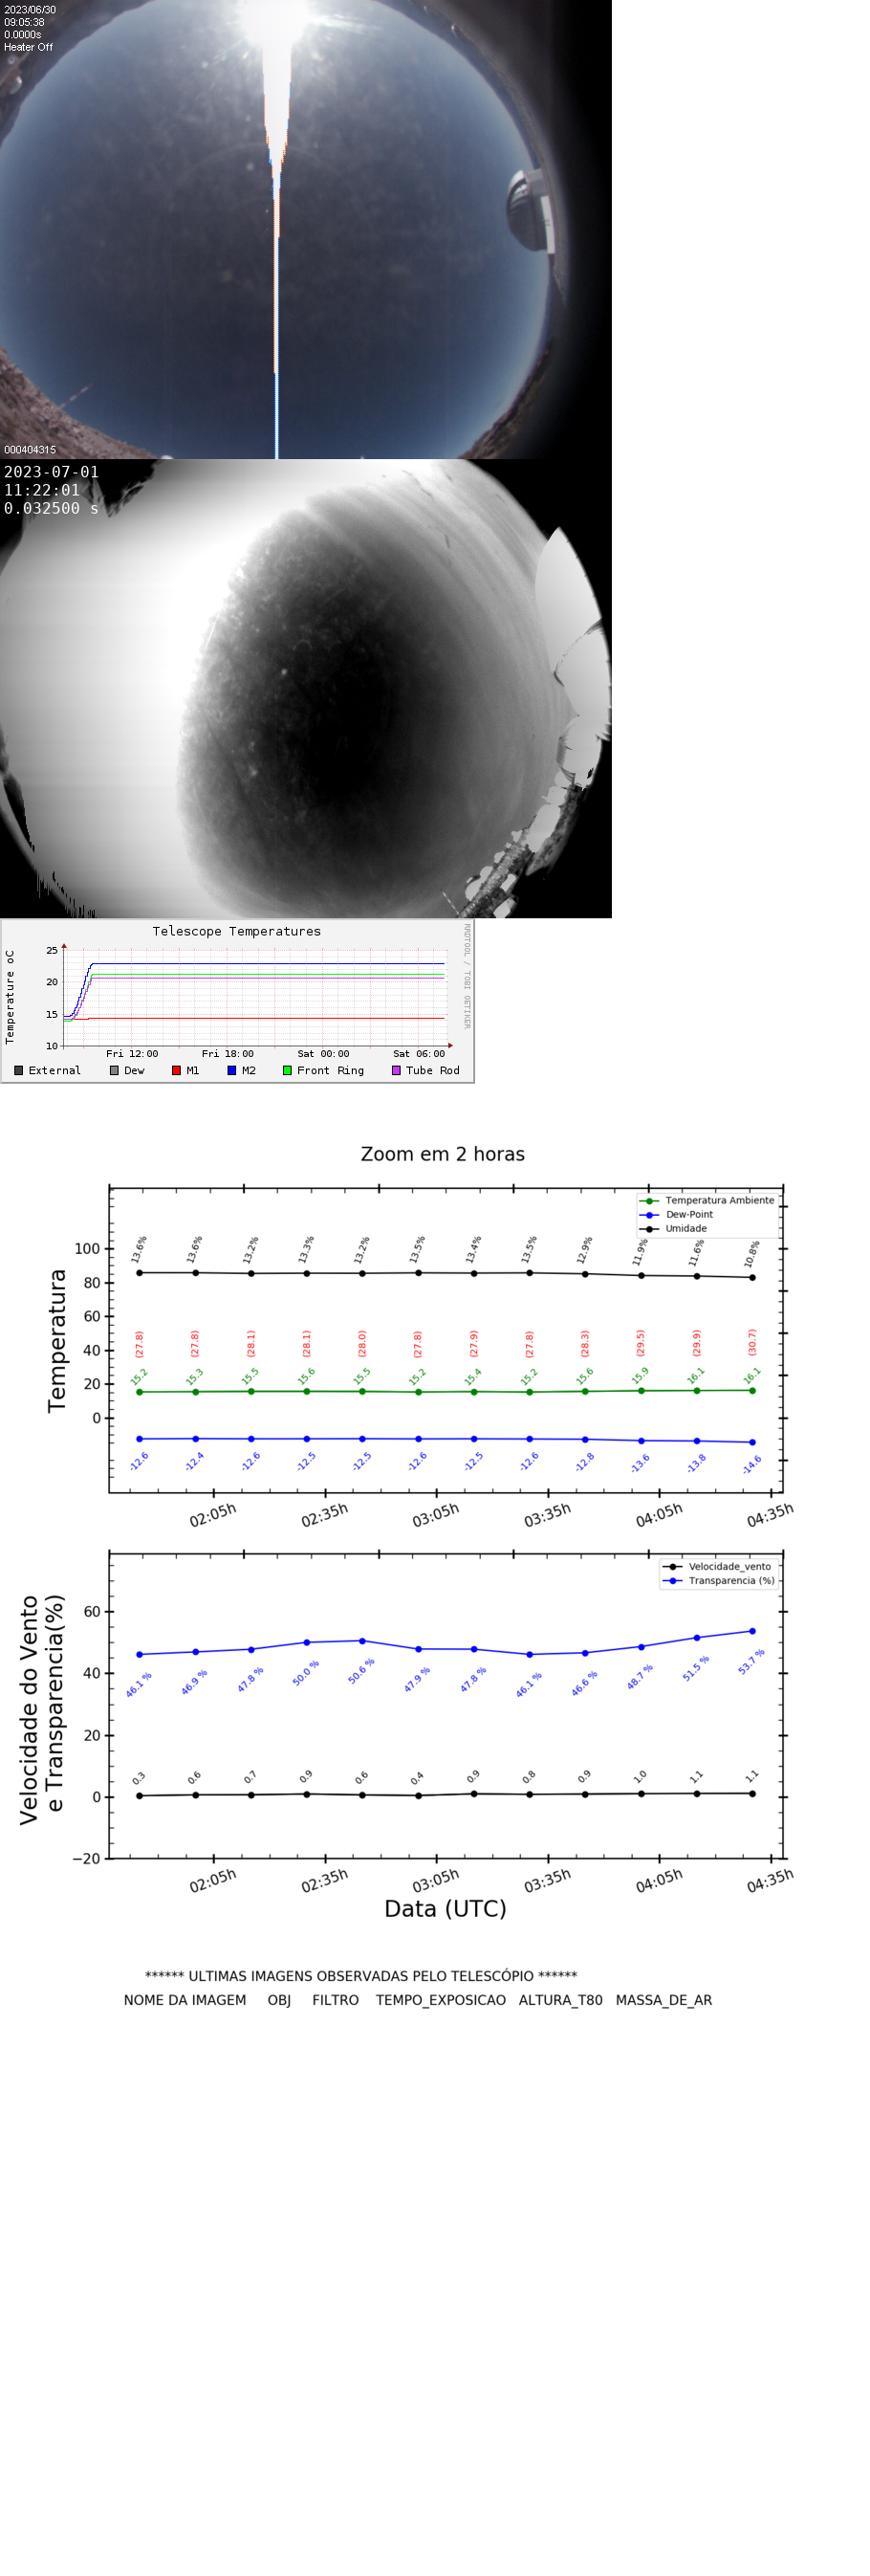 2023/06/30
09:05:38
0.0000s
Heater Off
000404315
2023-07-01
11:22:01
0.032500 s
Telescope Temperatures
RRDTOOL / TOBI OETIKER
Temperature oC
25
20
15
10
Fri 12:00 Fri 18:00 Sat 00:00 Sat 06:00
External Dew M1 M2 Front Ring Tube Rod
Zoom em 2 horas
Temperatura Ambiente
Dew-Point
Umidade
Temperatura
100
80
60
40
20
0
13.6% 13.6% 13.2% 13.3% 13.2% 13.5% 13.4% 13.5% 12.9% 11.9% 11.6% 10.8%
(27.8) (27.8) (28.1) (28.1) (28.0) (27.8) (27.9) (27.8) (28.3) (29.5) (29.9) (30.7)
15.2 15.3 15.5 15.6 15.5 15.2 15.4 15.2 15.6 15.9 16.1 16.1
-12.6 -12.4 -12.6 -12.5 -12.5 -12.6 -12.5 -12.6 -12.8 -13.6 -13.8 -14.6
02:05h 02:35h 03:05h 03:35h 04:05h 04:35h
Velocidade_vento
Transparencia (%)
Velocidade do Vento
e Transparencia(%)
60
40
20
0
−20
46.1 % 46.9 % 47.8 % 50.0 % 50.6 % 47.9 % 47.8 % 46.1 % 46.6 % 48.7 % 51.5 % 53.7 %
0.3 0.6 0.7 0.9 0.6 0.4 0.9 0.8 0.9 1.0 1.1 1.1
02:05h 02:35h 03:05h 03:35h 04:05h 04:35h
Data (UTC)
****** ULTIMAS IMAGENS OBSERVADAS PELO TELESCÓPIO ******
NOME DA IMAGEM OBJ FILTRO TEMPO_EXPOSICAO ALTURA_T80 MASSA_DE_AR